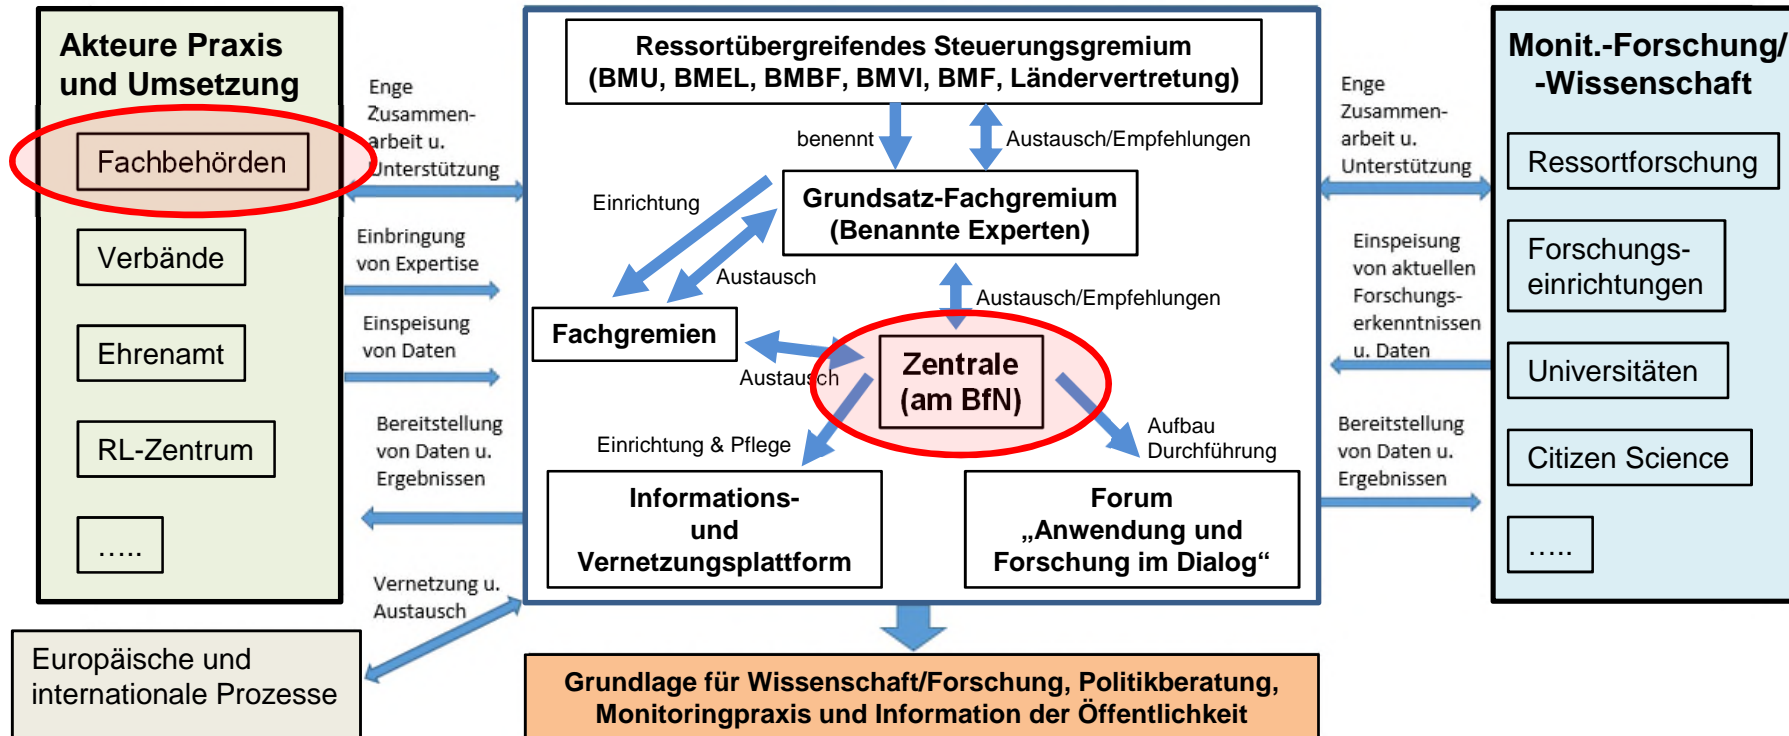 Akteure Praxis
und Umsetzung
Fachbehörden
Verbände
Ehrenamt
RL-Zentrum
…..
Europäische und
internationale Prozesse
Enge
Zusammen-
arbeit u.
Unterstützung
Einbringung
von Expertise
Einspeisung
von Daten
Bereitstellung
von Daten u.
Ergebnissen
Vernetzung u.
Austausch
Ressortübergreifendes Steuerungsgremium
(BMU, BMEL, BMBF, BMVI, BMF, Ländervertretung)
benennt
Austausch/Empfehlungen
Einrichtung
Grundsatz-Fachgremium
(Benannte Experten)
Austausch
Austausch/Empfehlungen
Fachgremien
Austausch
Zentrale
(am BfN)
Einrichtung & Pflege
Aufbau
Durchführung
Informations-
und
Vernetzungsplattform
Forum
„Anwendung und
Forschung im Dialog“
Grundlage für Wissenschaft/Forschung, Politikberatung,
Monitoringpraxis und Information der Öffentlichkeit
Enge
Zusammen-
arbeit u.
Unterstützung
Einspeisung
von aktuellen
Forschungs-
erkenntnissen
u. Daten
Bereitstellung
von Daten u.
Ergebnissen
Monit.-Forschung/
-Wissenschaft
Ressortforschung
Forschungs-
einrichtungen
Universitäten
Citizen Science
…..